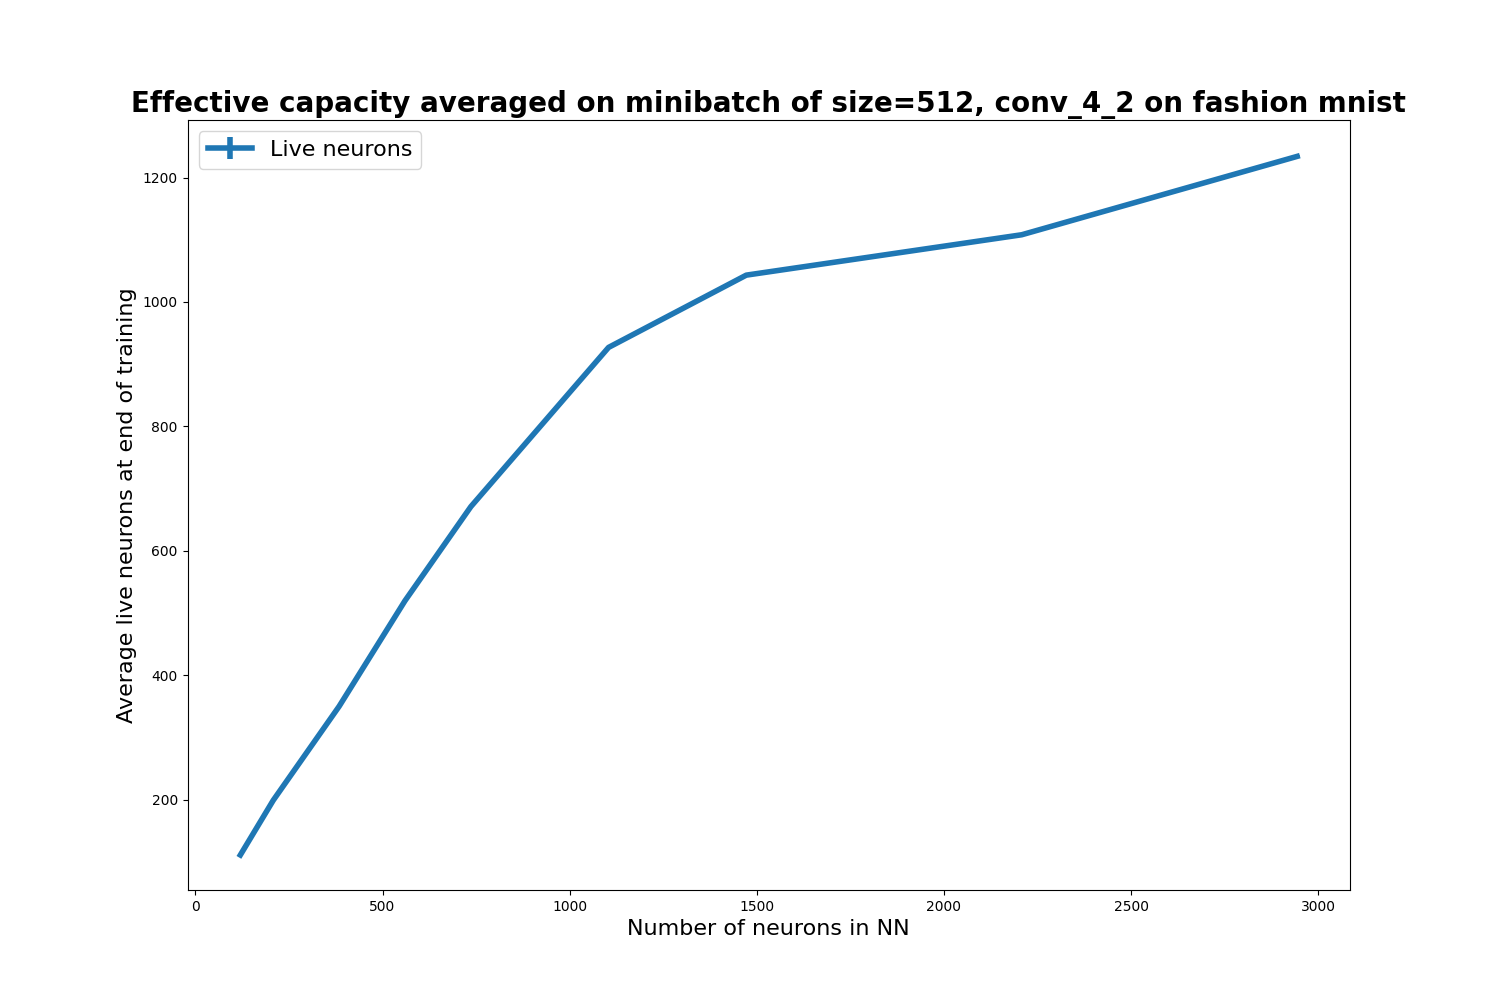 Effective capacity averaged on minibatch of size=512, conv_4_2 on fashion mnist
Live neurons
Average live neurons at end of training
1200
1000
800
600
400
200
0 500 1000 1500 2000 2500 3000
Number of neurons in NN